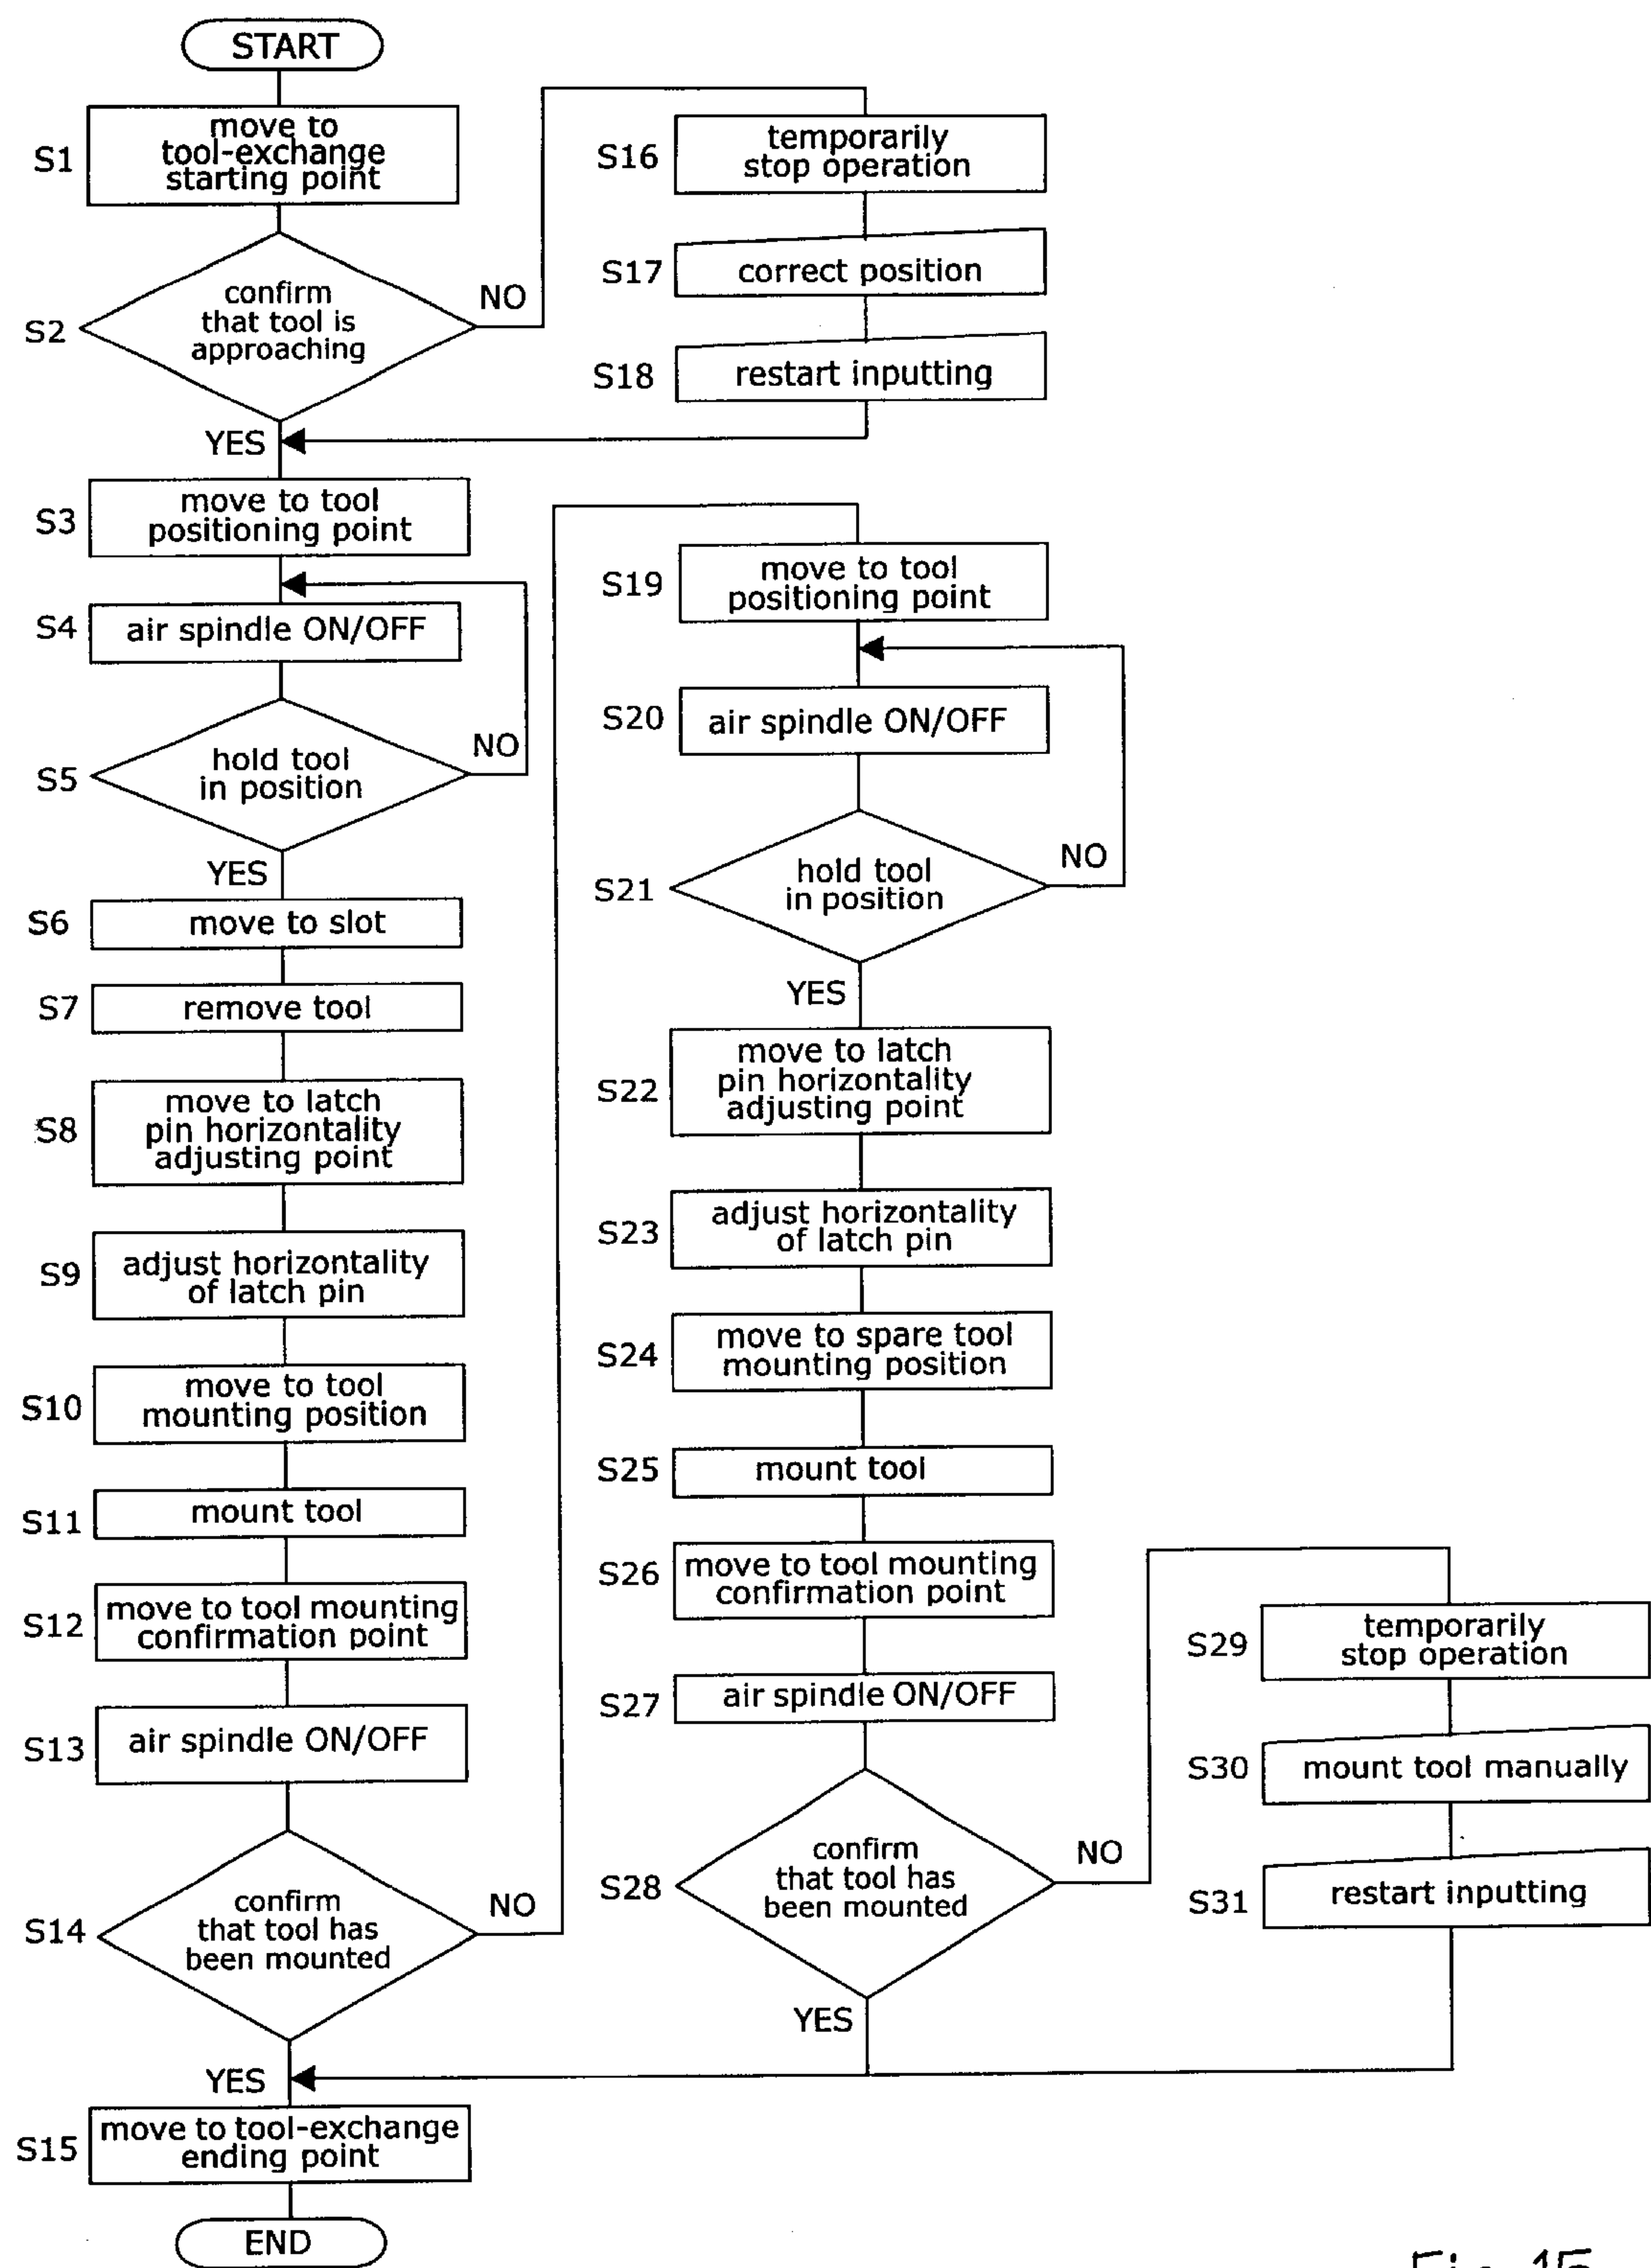 START
S1
move to
tool-exchange
starting point
S2
confirm
that tool is
approaching
NO
YES
S3
move to tool
positioning point
S4
air spindle ON/OFF
S5
hold tool
in position
NO
YES
S6
move to slot
S7
remove tool
S8
move to latch
pin horizontality
adjusting point
S9
adjust horizontality
of latch pin
S10
move to tool
mounting position
S11
mount tool
S12
move to tool mounting
confirmation point
S13
air spindle ON/OFF
S14
confirm
that tool has
been mounted
NO
YES
S15
move to tool-exchange
ending point
END
S16
temporarily
stop operation
S17
correct position
S18
restart inputting
S19
move to tool
positioning point
S20
air spindle ON/OFF
S21
hold tool
in position
NO
YES
S22
move to latch
pin horizontality
adjusting point
S23
adjust horizontality
of latch pin
S24
move to spare tool
mounting position
S25
mount tool
S26
move to tool mounting
confirmation point
S27
air spindle ON/OFF
S28
confirm
that tool has
been mounted
NO
YES
S29
temporarily
stop operation
S30
mount tool manually
S31
restart inputting